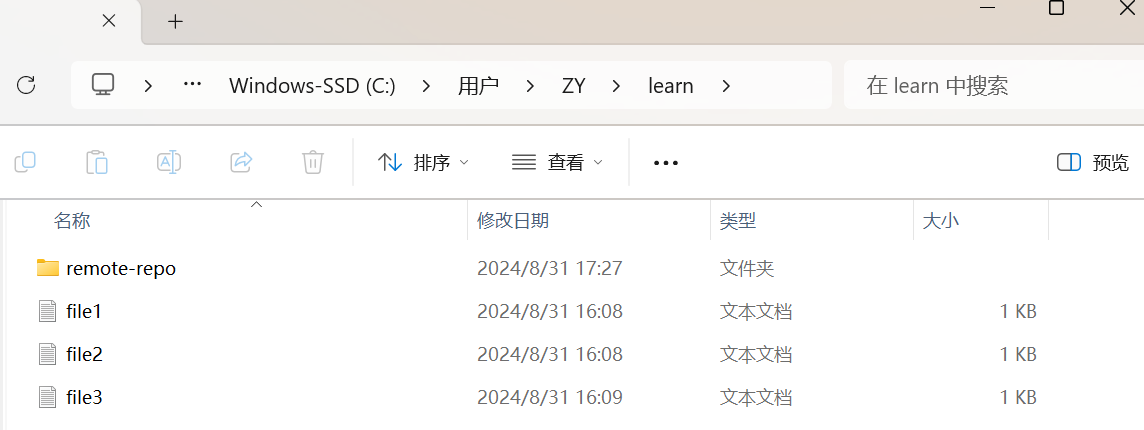 Windows-SSD (C:) 用户 ZY learn 在 learn 中搜索
排序 查看 预览
名称 修改日期 类型 大小
remote-repo 2024/8/31 17:27 文件夹
file1 2024/8/31 16:08 文本文档 1 KB
file2 2024/8/31 16:08 文本文档 1 KB
file3 2024/8/31 16:09 文本文档 1 KB